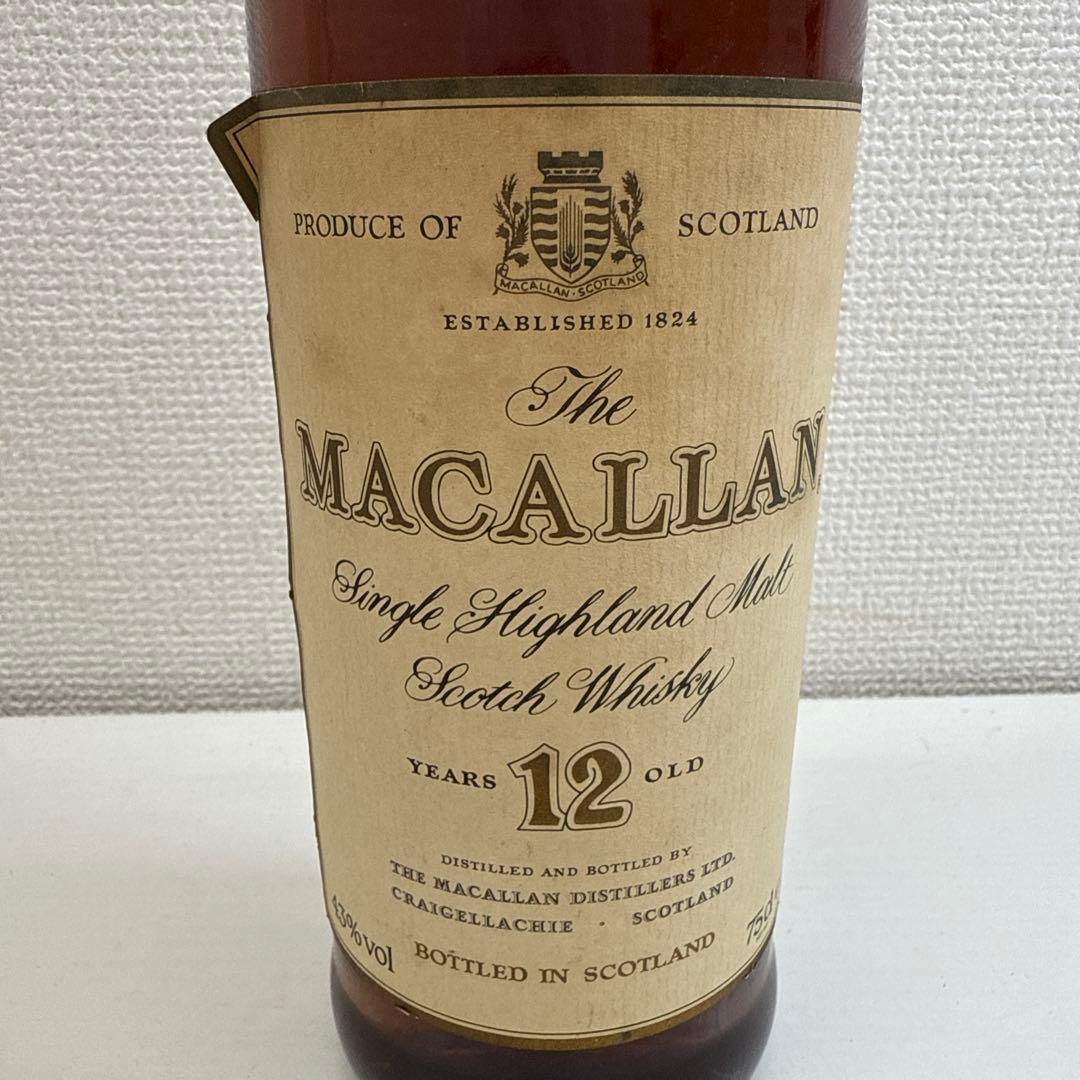 PRODUCE OF SCOTLAND
MACALLAN·SCOTLAND
ESTABLISHED 1824
The
MACALLAN
Single Highland Malt
Scotch Whisky
YEARS 12 OLD
DISTILLED AND BOTTLED BY
THE MACALLAN DISTILLERS LTD.
CRAIGELLACHIE · SCOTLAND
43% vol
BOTTLED IN SCOTLAND
75cl